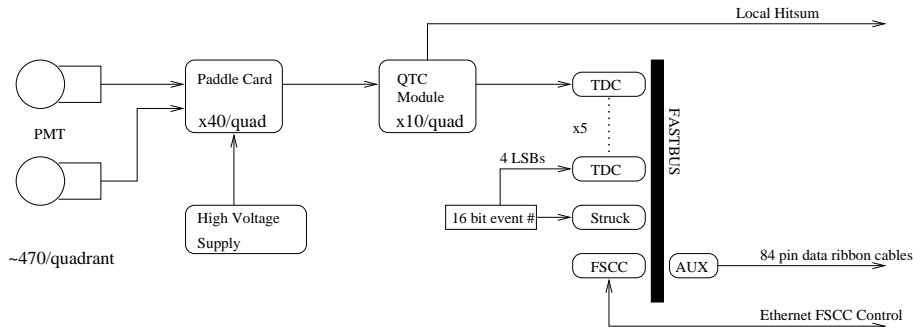 Local Hitsum
Paddle Card
x40/quad
QTC
Module
x10/quad
TDC
PMT
x5
FASTBUS
4 LSBs
TDC
High Voltage
Supply
16 bit event #
Struck
~470/quadrant
FSCC
AUX
84 pin data ribbon cables
Ethernet FSCC Control